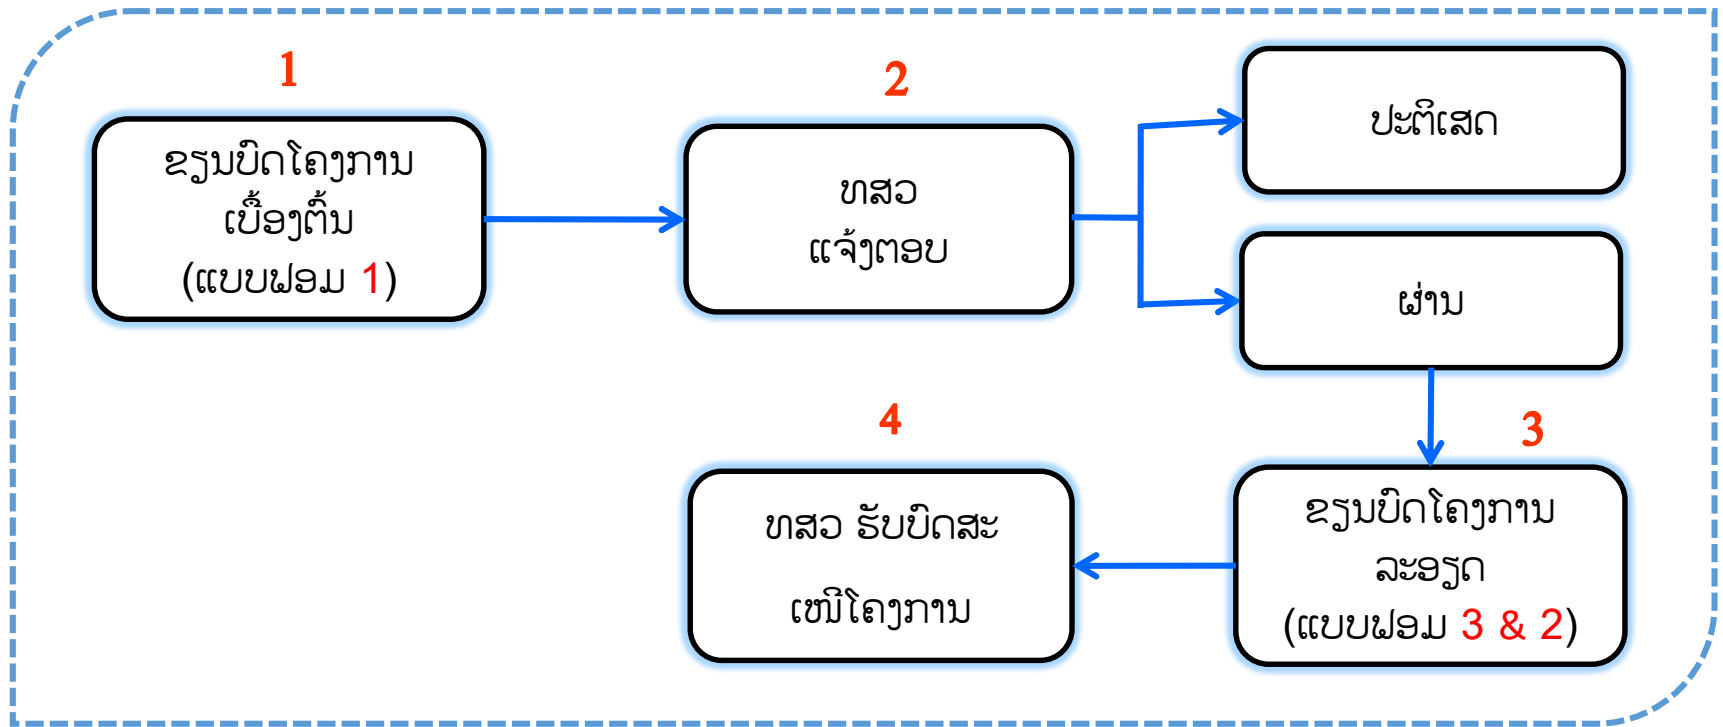 1
ຂຽນບົດໂຄງການ
ເບື້ອງຕົ້ນ
(ແບບຟອມ 1)
2
ທສວ
ແຈ້ງຕອບ
ປະຕິເສດ
ຜ່ານ
3
ຂຽນບົດໂຄງການ
ລະອຽດ
(ແບບຟອມ 3 & 2)
4
ທສວ ຮັບບົດສະ
ເໜີໂຄງການ